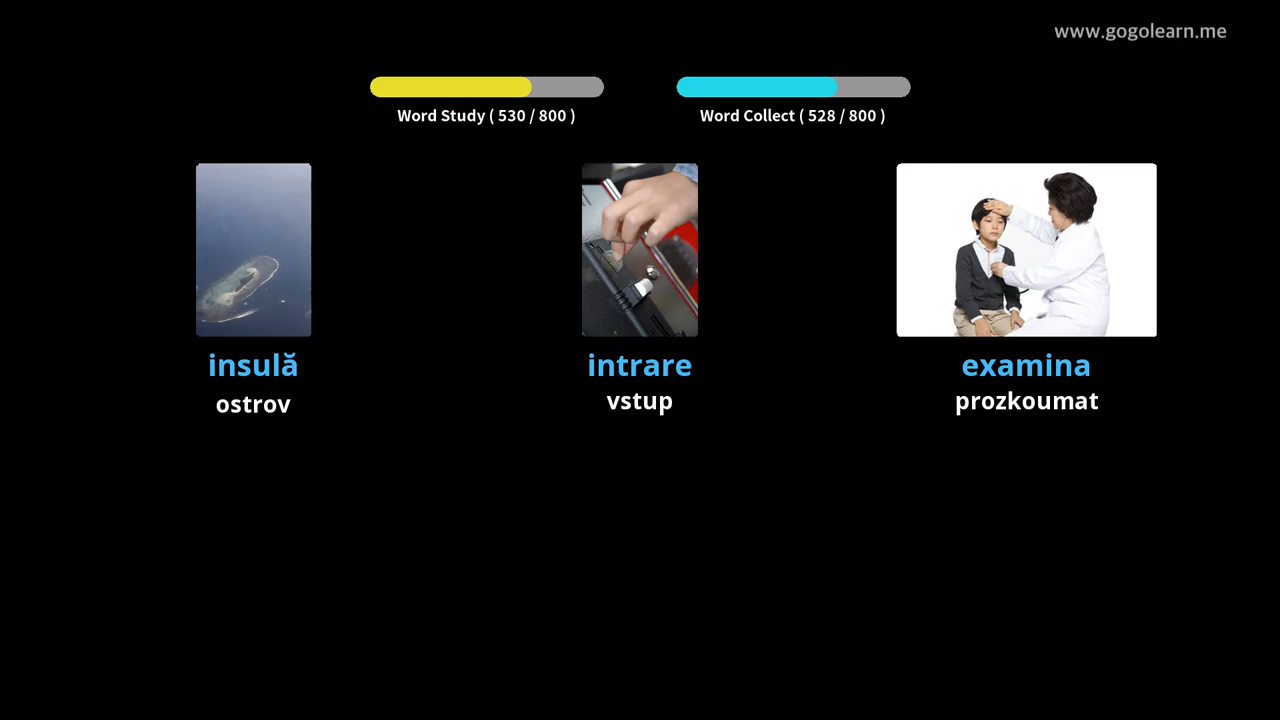 www.gogolearn.me
Word Study ( 530 / 800 )
Word Collect ( 528 / 800 )
insulă
intrare
examina
ostrov
vstup
prozkoumat